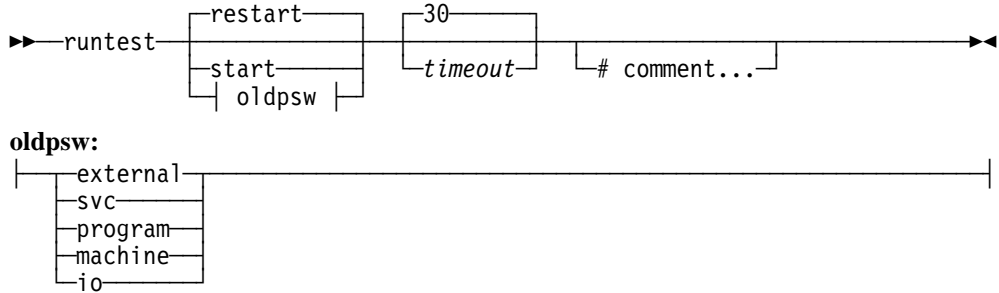 restart 30
runtest
start timeout # comment...
oldpsw
oldpsw:
external
svc
program
machine
io